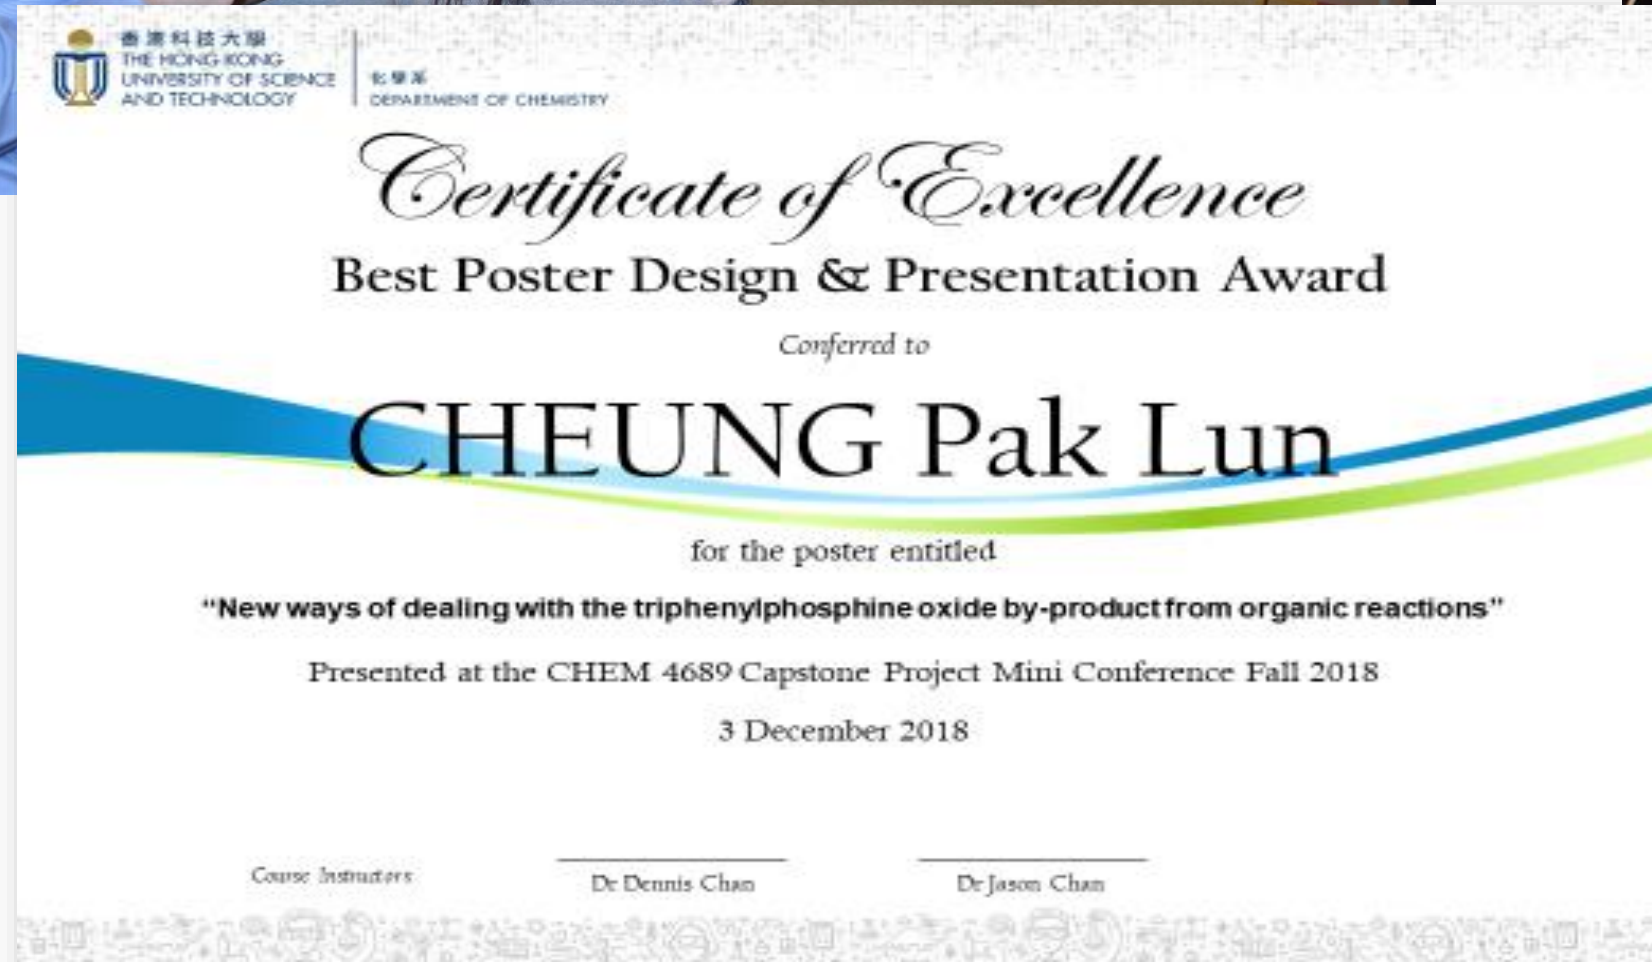 香港科技大學
THE HONG KONG
UNIVERSITY OF SCIENCE
AND TECHNOLOGY
化學系
DEPARTMENT OF CHEMISTRY
Certificate of Excellence
Best Poster Design & Presentation Award
Conferred to
CHEUNG Pak Lun
for the poster entitled
“New ways of dealing with the triphenylphosphine oxide by-product from organic reactions”
Presented at the CHEM 4689 Capstone Project Mini Conference Fall 2018
3 December 2018
Course Instructors
Dr Dennis Chan
Dr Jason Chan